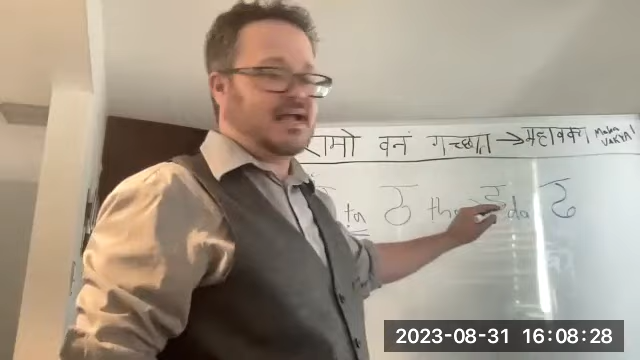 रामो वनं गच्छति → महावाक्य Maha vakya
ta ठ tha ड da ढ
2023-08-31 16:08:28